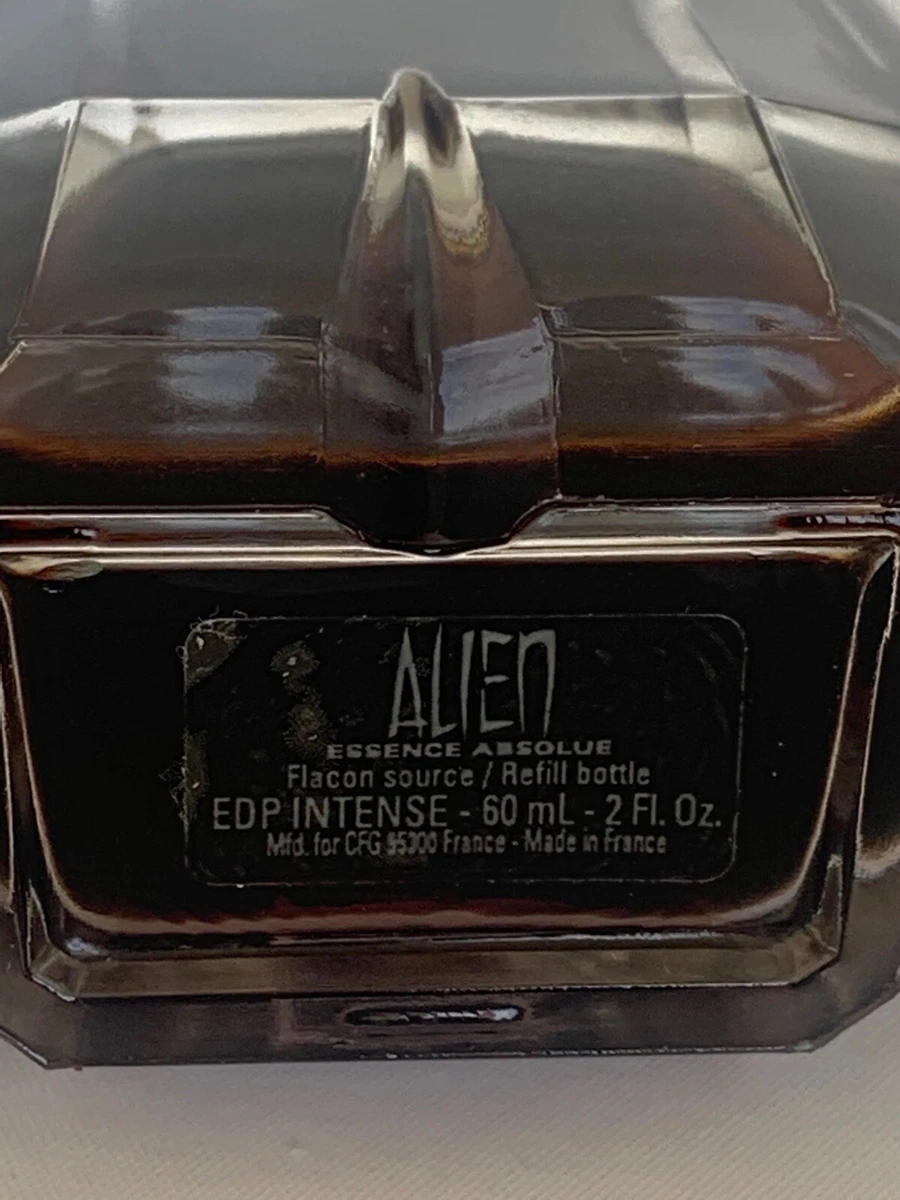 ALIEN
ESSENCE ABSOLUE
Flacon source / Refill bottle
EDP INTENSE - 60 mL - 2 Fl. Oz.
Mfd. for CFG 95300 France - Made in France